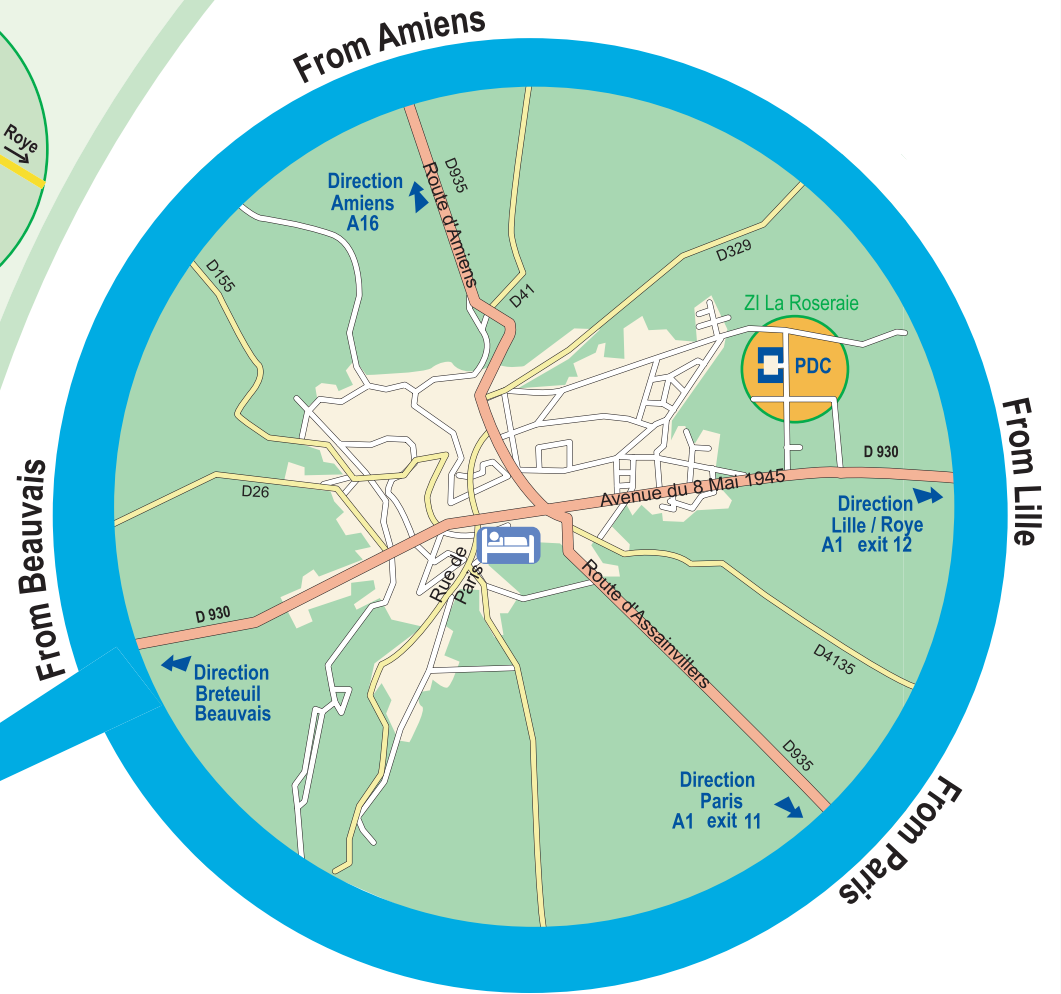 From Amiens
Roye
Direction
Amiens
A16
D935
Route d'Amiens
D41
D155
D329
ZI La Roseraie
PDC
From Lille
D 930
Avenue du 8 Mai 1945
Direction
Lille / Roye
A1 exit 12
From Beauvais
D26
Rue de
Paris
Route d'Assainvillers
D 930
Direction
Breteuil
Beauvais
D4135
D935
Direction
Paris
A1 exit 11
From Paris